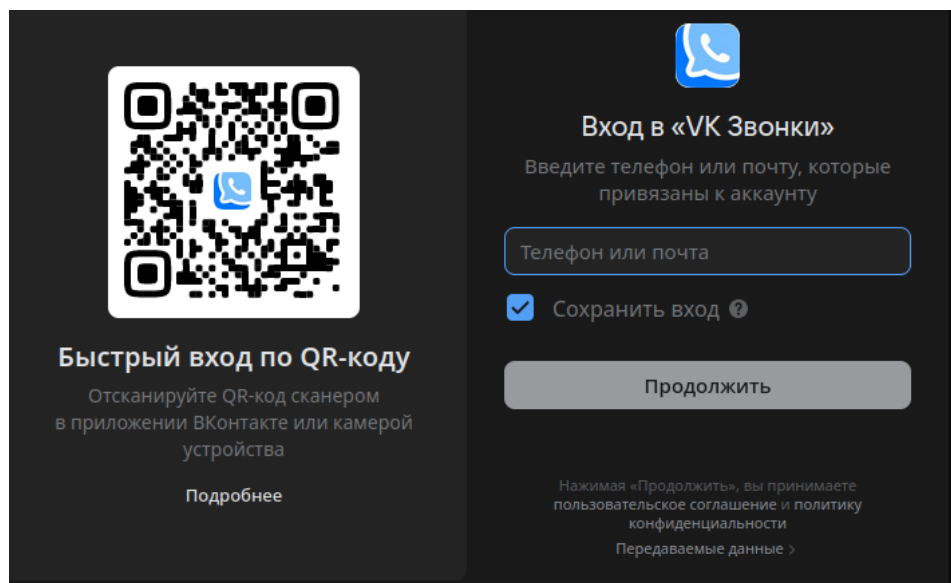 Быстрый вход по QR-коду
Отсканируйте QR-код сканером
в приложении ВКонтакте или камерой
устройства
Подробнее
Вход в «VK Звонки»
Введите телефон или почту, которые
привязаны к аккаунту
Телефон или почта
Сохранить вход ?
Продолжить
Нажимая «Продолжить», вы принимаете
пользовательское соглашение и политику
конфиденциальности
Передаваемые данные >